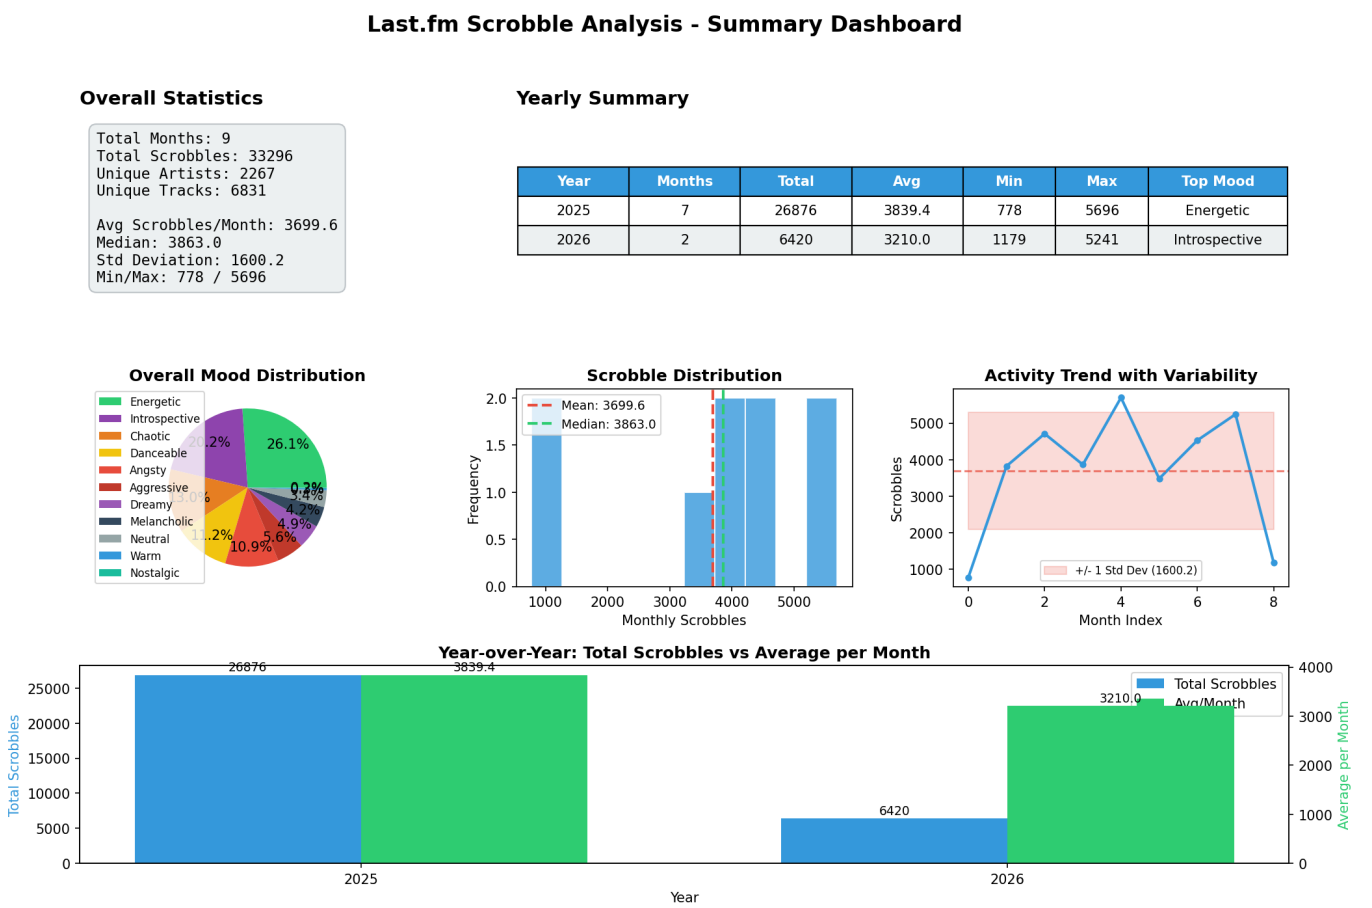 Last.fm Scrobble Analysis - Summary Dashboard
Overall Statistics
Total Months: 9
Total Scrobbles: 33296
Unique Artists: 2267
Unique Tracks: 6831
Avg Scrobbles/Month: 3699.6
Median: 3863.0
Std Deviation: 1600.2
Min/Max: 778 / 5696
Yearly Summary
Year Months Total Avg Min Max Top Mood
2025 7 26876 3839.4 778 5696 Energetic
2026 2 6420 3210.0 1179 5241 Introspective
Overall Mood Distribution
Energetic
Introspective
Chaotic
Danceable
Angsty
Aggressive
Dreamy
Melancholic
Neutral
Warm
Nostalgic
26.1%
20.2%
13.0%
11.2%
10.9%
5.6%
4.9%
4.2%
3.4%
0.2%
Scrobble Distribution
Mean: 3699.6
Median: 3863.0
Frequency
2.0
1.5
1.0
0.5
0.0
1000 2000 3000 4000 5000
Monthly Scrobbles
Activity Trend with Variability
Scrobbles
5000
4000
3000
2000
1000
+/- 1 Std Dev (1600.2)
0 2 4 6 8
Month Index
Year-over-Year: Total Scrobbles vs Average per Month
Total Scrobbles
25000
20000
15000
10000
5000
0
26876
3839.4
6420
3210.0
Total Scrobbles
Avg/Month
4000
3000
2000
1000
0
Average per Month
2025 2026
Year